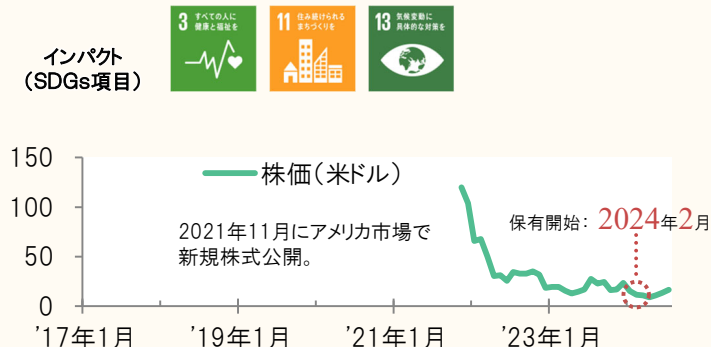 インパクト
（SDGs項目）
3 すべての人に
健康と福祉を
11 住み続けられる
まちづくりを
13 気候変動に
具体的な対策を
150
100
50
0
株価（米ドル）
2021年11月にアメリカ市場で
新規株式公開。
保有開始： 2024年2月
'17年1月 '19年1月 '21年1月 '23年1月